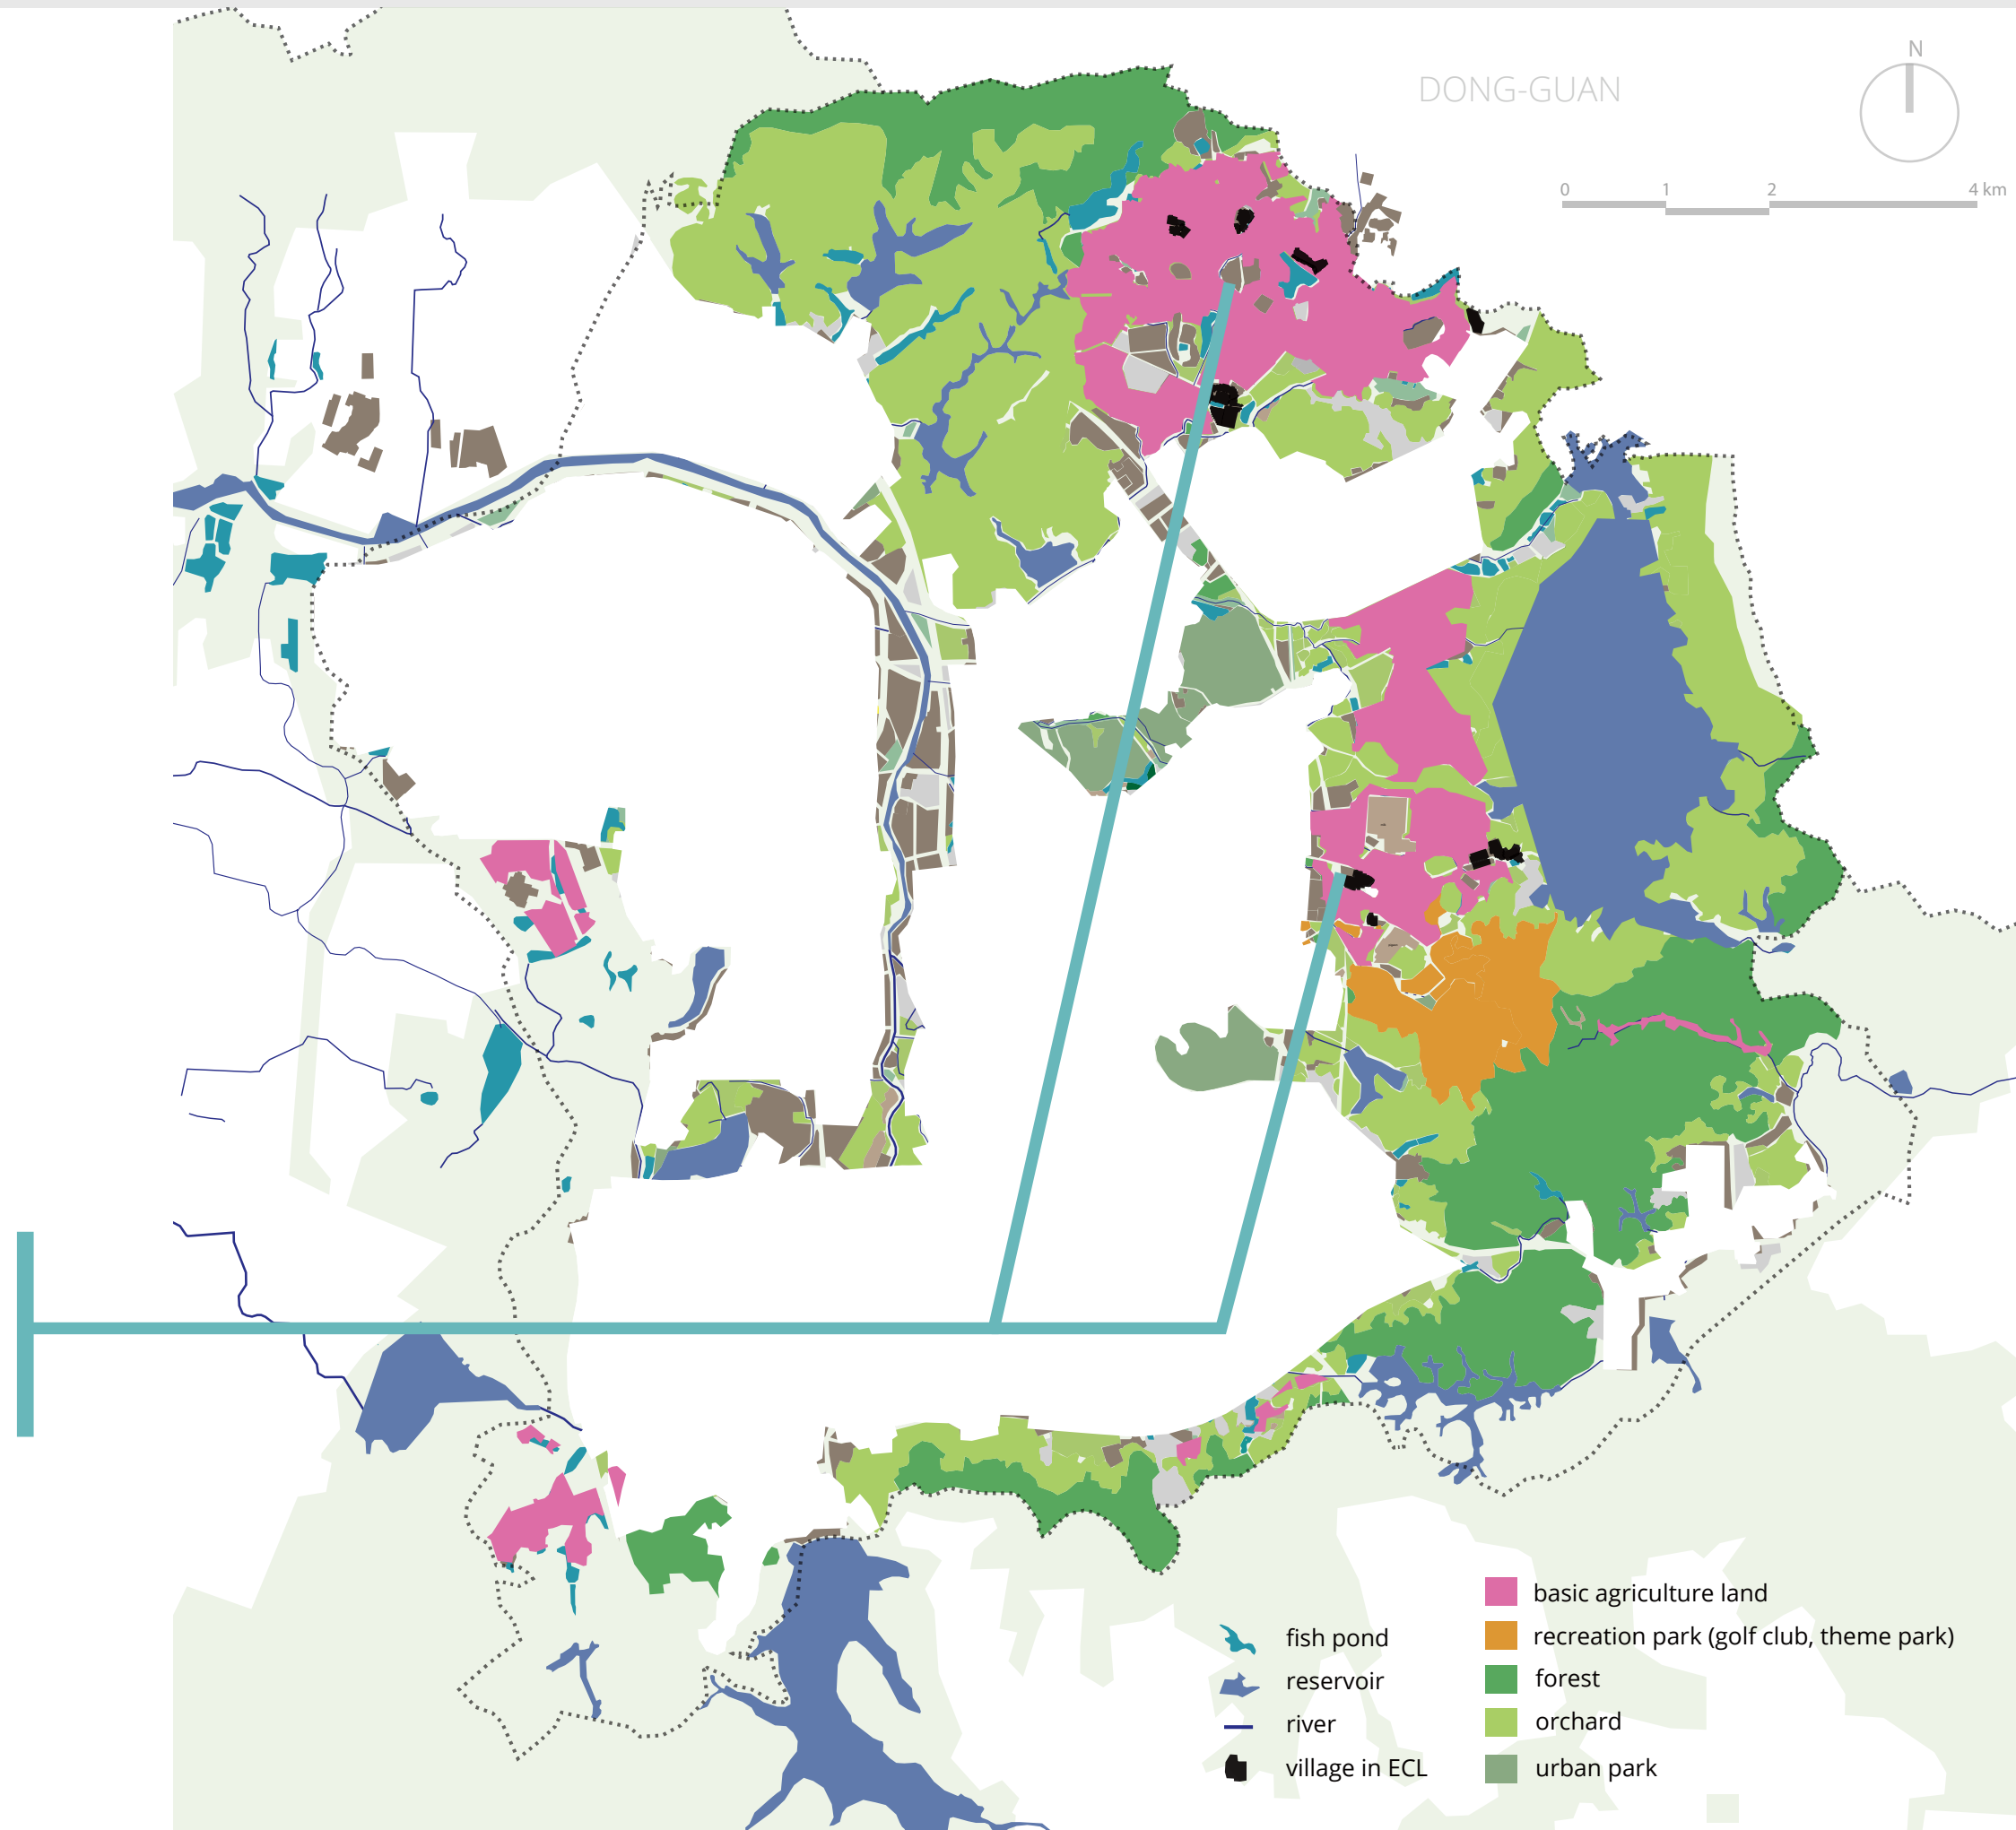 N
DONG-GUAN
0 1 2 4 km
basic agriculture land
fish pond
recreation park (golf club, theme park)
reservoir
forest
river
orchard
village in ECL
urban park